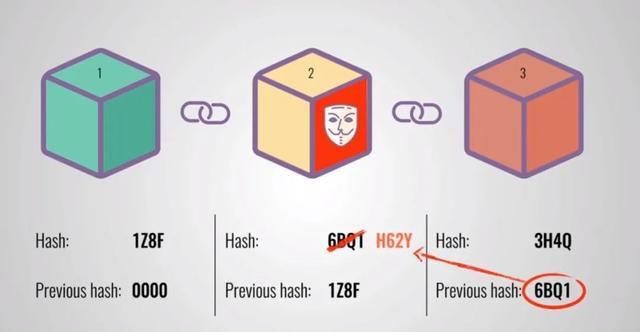 1
2
3
Hash: 1Z8F
Previous hash: 0000
Hash: 6BQ1 H62Y
Previous hash: 1Z8F
Hash: 3H4Q
Previous hash: 6BQ1